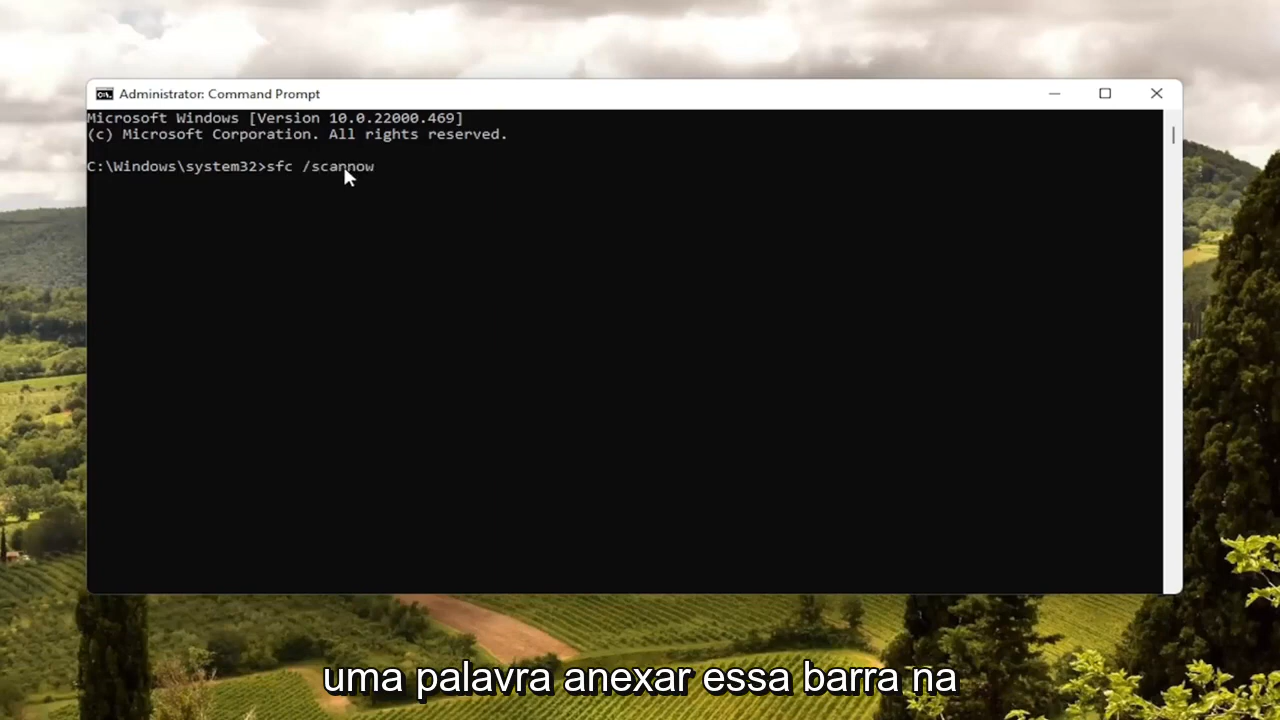 Administrator: Command Prompt
Microsoft Windows [Version 10.0.22000.469]
(c) Microsoft Corporation. All rights reserved.
C:\Windows\system32>sfc /scannow
uma palavra anexar essa barra na